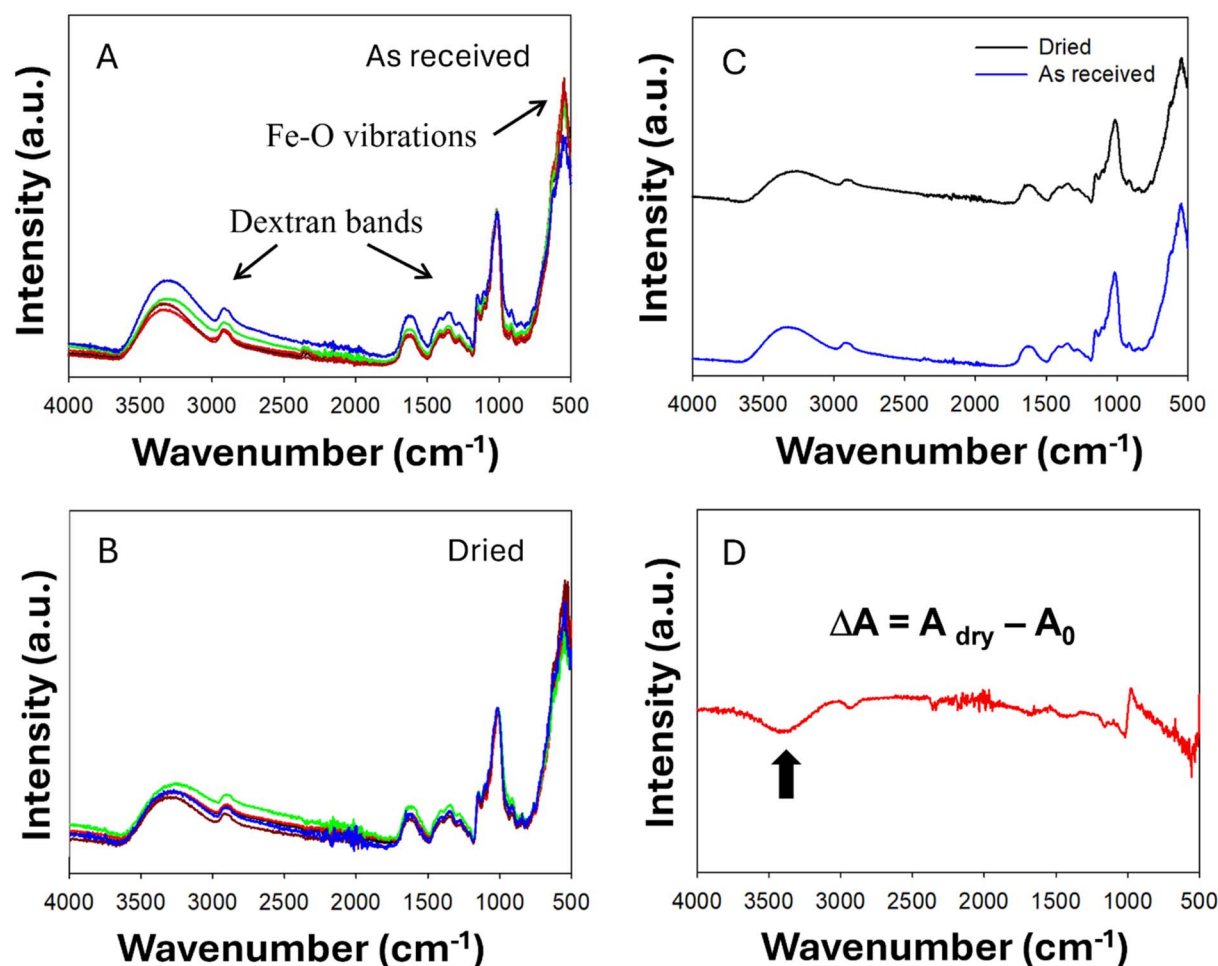 A
As received
Fe-O vibrations
Dextran bands
Intensity (a.u.)
4000 3500 3000 2500 2000 1500 1000 500
Wavenumber (cm-1)
C
Dried
As received
Intensity (a.u.)
4000 3500 3000 2500 2000 1500 1000 500
Wavenumber (cm-1)
B
Dried
Intensity (a.u.)
4000 3500 3000 2500 2000 1500 1000 500
Wavenumber (cm-1)
D
ΔA = A dry – A0
Intensity (a.u.)
4000 3500 3000 2500 2000 1500 1000 500
Wavenumber (cm-1)